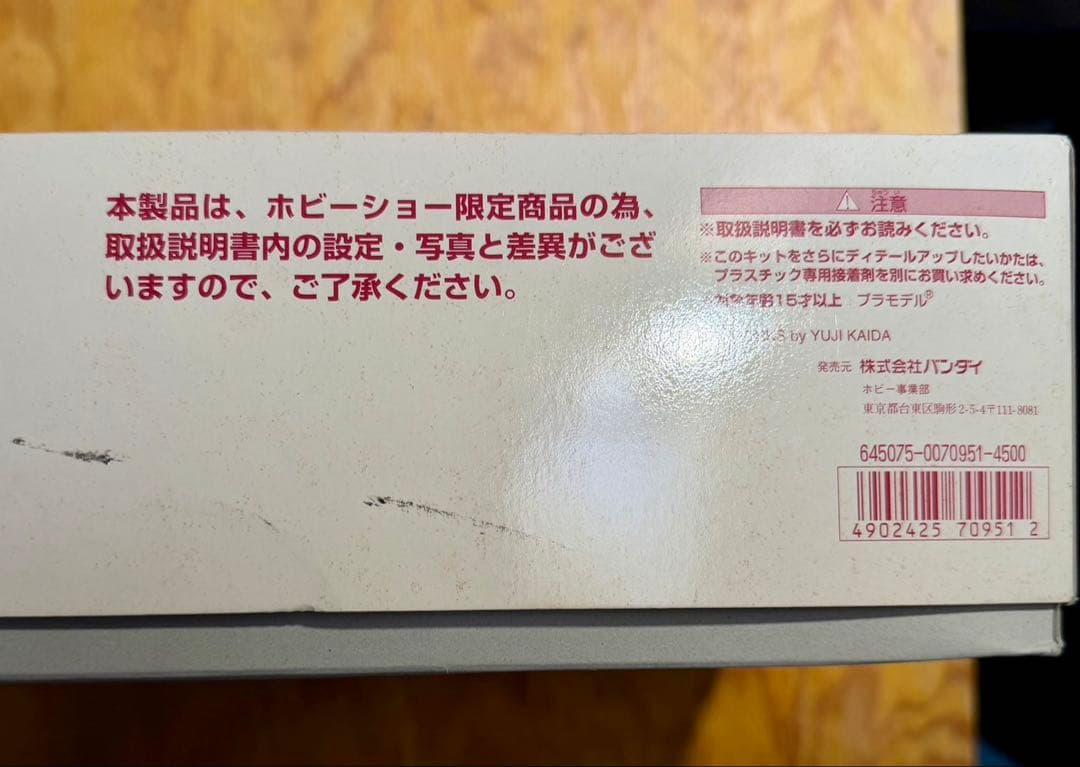 本製品は、ホビーショー限定商品の為、
取扱説明書内の設定・写真と差異がござ
いますので、ご了承ください。
注意
※取扱説明書を必ずお読みください。
※このキットをさらにディテールアップしたいかたは、
プラスチック専用接着剤を別にお買い求めください。
15才以上 プラモデル®
by YUJI KAIDA
発売元 株式会社バンダイ
ホビー事業部
東京都台東区駒形2-5-4〒111-8081
645075-0070951-4500
4902425 70951 2